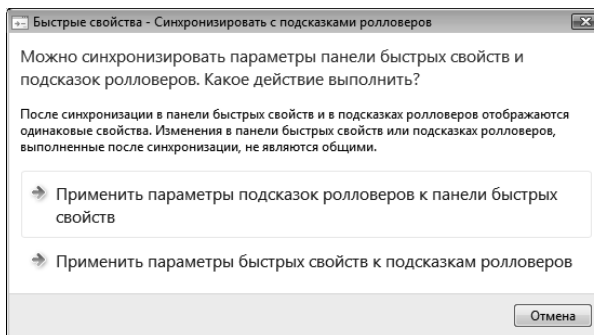 Быстрые свойства - Синхронизировать с подсказками ролловеров
Можно синхронизировать параметры панели быстрых свойств и
подсказок ролловеров. Какое действие выполнить?
После синхронизации в панели быстрых свойств и в подсказках ролловеров отображаются
одинаковые свойства. Изменения в панели быстрых свойств или подсказках ролловеров,
выполненные после синхронизации, не являются общими.
Применить параметры подсказок ролловеров к панели быстрых
свойств
Применить параметры быстрых свойств к подсказкам ролловеров
Отмена